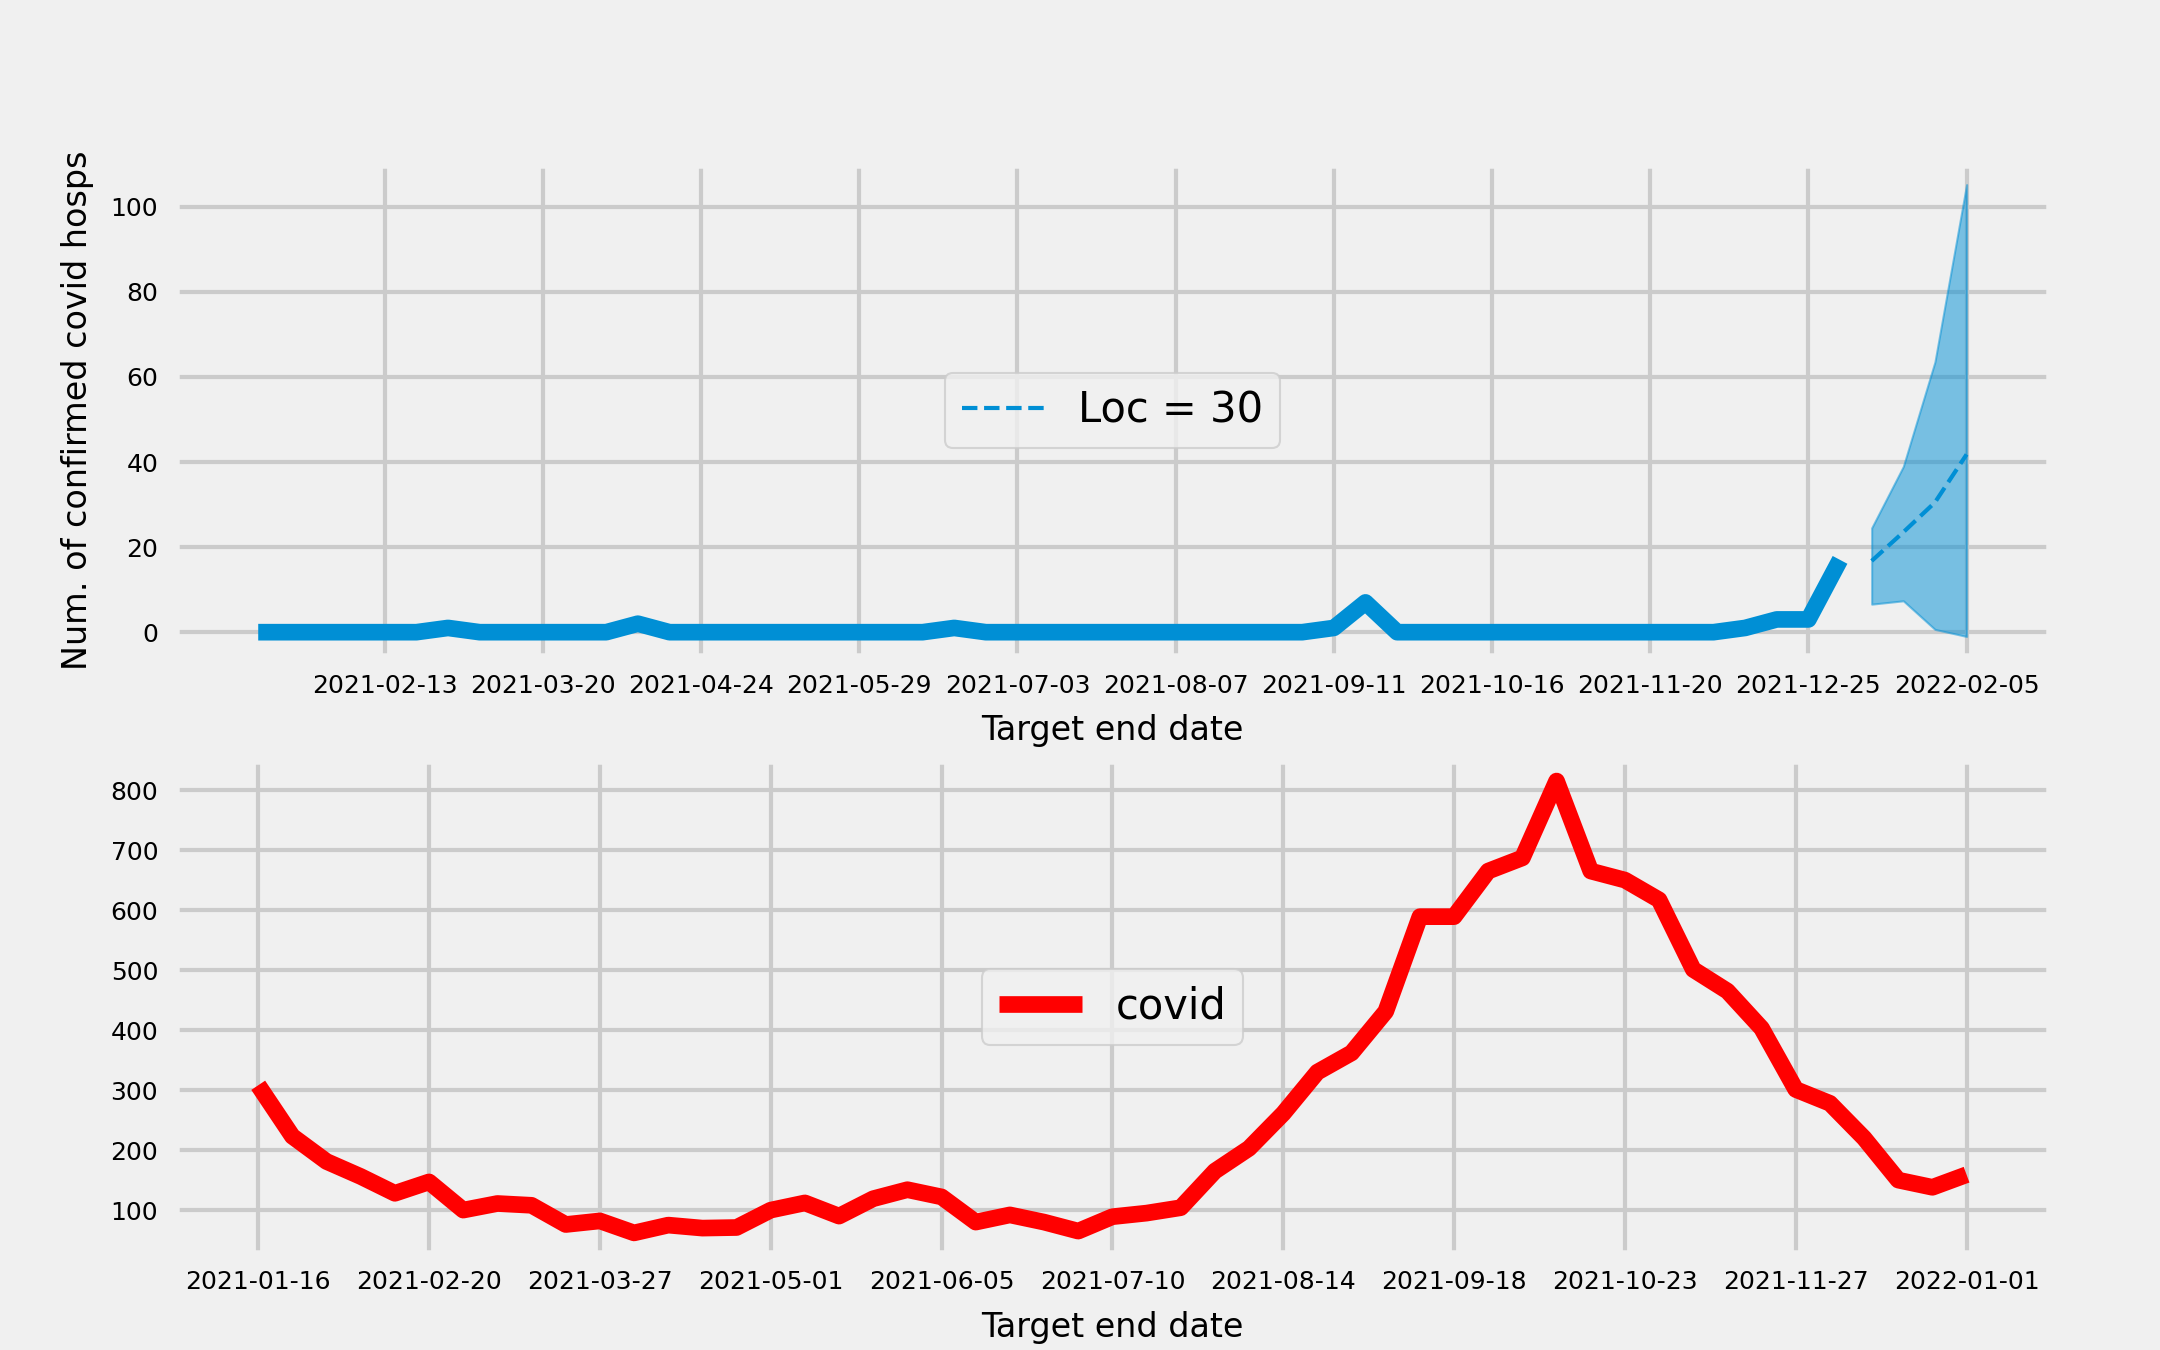 Num. of confirmed covid hosps
100
80
60
40
20
0
Loc = 30
2021-02-13 2021-03-20 2021-04-24 2021-05-29 2021-07-03 2021-08-07 2021-09-11 2021-10-16 2021-11-20 2021-12-25 2022-02-05
Target end date
800
700
600
500
400
300
200
100
covid
2021-01-16 2021-02-20 2021-03-27 2021-05-01 2021-06-05 2021-07-10 2021-08-14 2021-09-18 2021-10-23 2021-11-27 2022-01-01
Target end date